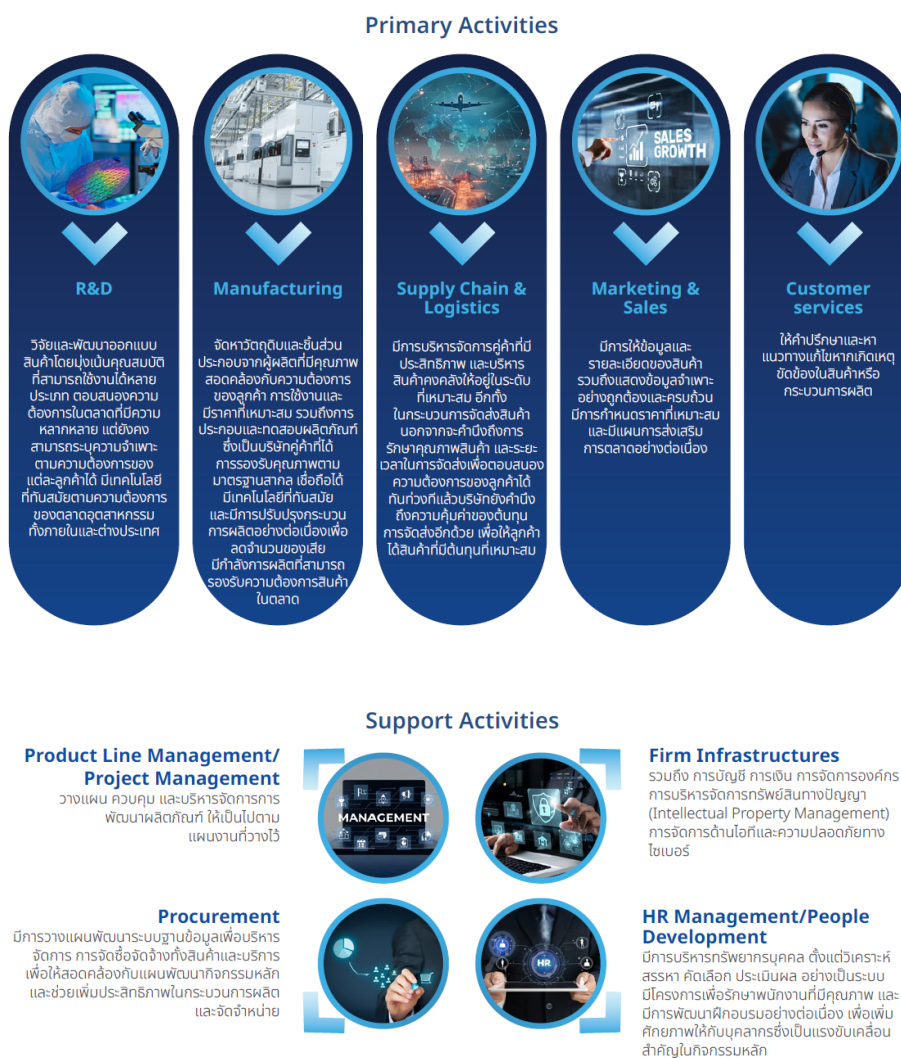 Primary Activities
SALES
GROWTH
R&D
วิจัยและพัฒนาออกแบบ
สินค้าโดยมุ่งเน้นคุณสมบัติ
ที่สามารถใช้งานได้หลาย
ประเภท ตอบสนองความ
ต้องการในตลาดที่มีความ
หลากหลาย แต่ยังคง
สามารถระบุความจำเพาะ
ตามความต้องการของ
แต่ละลูกค้าได้ มีเทคโนโลยี
ที่ทันสมัยตามความต้องการ
ของตลาดอุตสาหกรรม
ทั้งภายในและต่างประเทศ
Manufacturing
จัดหาวัตถุดิบและชิ้นส่วน
ประกอบจากผู้ผลิตที่มีคุณภาพ
สอดคล้องกับความต้องการ
ของลูกค้า การใช้งานและ
มีราคาที่เหมาะสม รวมถึงการ
ประกอบและทดสอบผลิตภัณฑ์
ซึ่งเป็นบริษัทคู่ค้าที่ได้
การรองรับคุณภาพตาม
มาตรฐานสากล เชื่อถือได้
มีเทคโนโลยีที่ทันสมัย
และมีการปรับปรุงกระบวน
การผลิตอย่างต่อเนื่องเพื่อ
ลดจำนวนของเสีย
มีกำลังการผลิตที่สามารถ
รองรับความต้องการสินค้า
ในตลาด
Supply Chain &
Logistics
มีการบริหารจัดการคู่ค้าที่มี
ประสิทธิภาพ และบริหาร
สินค้าคงคลังให้อยู่ในระดับ
ที่เหมาะสม อีกทั้ง
ในกระบวนการจัดส่งสินค้า
นอกจากจะคำนึงถึงการ
รักษาคุณภาพสินค้า และระยะ
เวลาในการจัดส่งเพื่อตอบสนอง
ความต้องการของลูกค้าได้
ทันท่วงทีแล้วบริษัทยังคำนึง
ถึงความคุ้มค่าของต้นทุน
การจัดส่งอีกด้วย เพื่อให้ลูกค้า
ได้สินค้าที่มีต้นทุนที่เหมาะสม
Marketing &
Sales
มีการให้ข้อมูลและ
รายละเอียดของสินค้า
รวมถึงแสดงข้อมูลจำเพาะ
อย่างถูกต้องและครบถ้วน
มีการกำหนดราคาที่เหมาะสม
และมีแผนการส่งเสริม
การตลาดอย่างต่อเนื่อง
Customer
services
ให้คำปรึกษาและหา
แนวทางแก้ไขหากเกิดเหตุ
ขัดข้องในสินค้าหรือ
กระบวนการผลิต
Support Activities
Product Line Management/
Project Management
วางแผน ควบคุม และบริหารจัดการการ
พัฒนาผลิตภัณฑ์ ให้เป็นไปตาม
แผนงานที่วางไว้
MANAGEMENT
Firm Infrastructures
รวมถึง การบัญชี การเงิน การจัดการองค์กร
การบริหารจัดการทรัพย์สินทางปัญญา
(Intellectual Property Management)
การจัดการด้านไอทีและความปลอดภัยทาง
ไซเบอร์
Procurement
มีการวางแผนพัฒนาระบบฐานข้อมูลเพื่อบริหาร
จัดการ การจัดซื้อจัดจ้างทั้งสินค้าและบริการ
เพื่อให้สอดคล้องกับแผนพัฒนากิจกรรมหลัก
และช่วยเพิ่มประสิทธิภาพในกระบวนการผลิต
และจัดจำหน่าย
HR
HR Management/People
Development
มีการบริหารทรัพยากรบุคคล ตั้งแต่วิเคราะห์
สรรหา คัดเลือก ประเมินผล อย่างเป็นระบบ
มีโครงการเพื่อรักษาพนักงานที่มีคุณภาพ และ
มีการพัฒนาฝึกอบรมอย่างต่อเนื่อง เพื่อเพิ่ม
ศักยภาพให้กับบุคลากรซึ่งเป็นแรงขับเคลื่อน
สำคัญในกิจกรรมหลัก